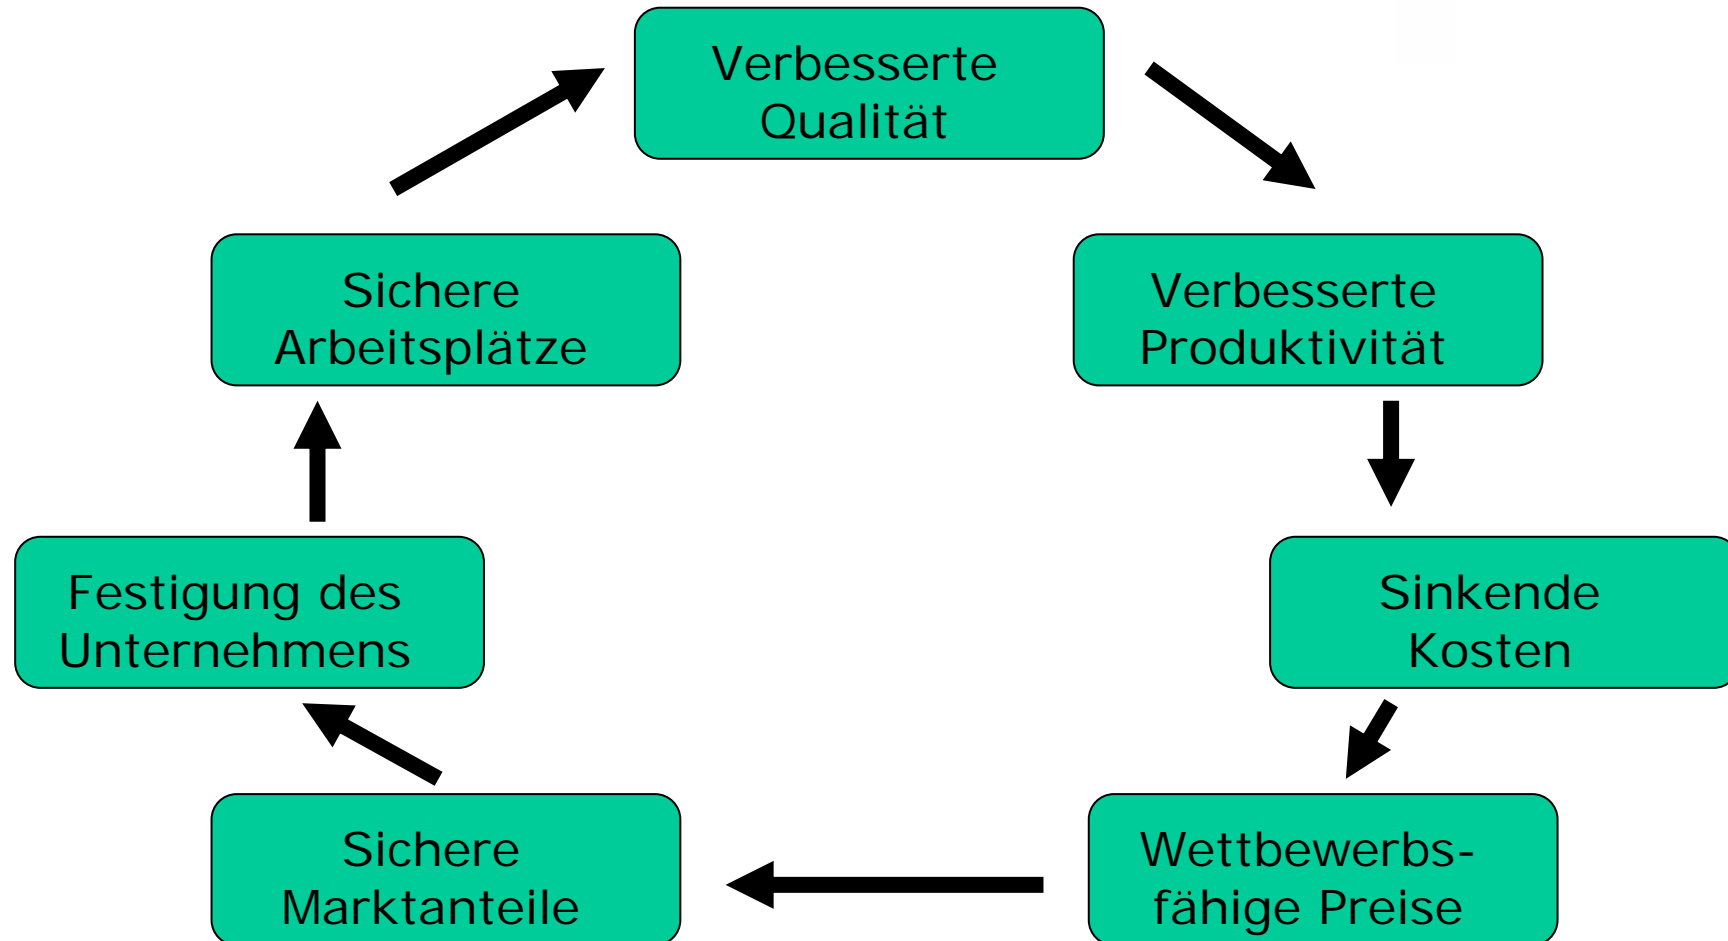 Verbesserte
Qualität
Verbesserte
Produktivität
Sinkende
Kosten
Wettbewerbs-
fähige Preise
Sichere
Marktanteile
Festigung des
Unternehmens
Sichere
Arbeitsplätze